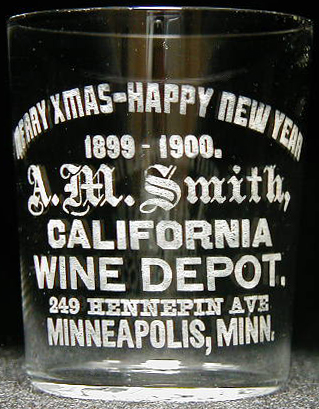 MERRY XMAS-HAPPY NEW YEAR
1899 - 1900.
A.M. Smith,
CALIFORNIA
WINE DEPOT.
249 HENNEPIN AVE
MINNEAPOLIS, MINN.